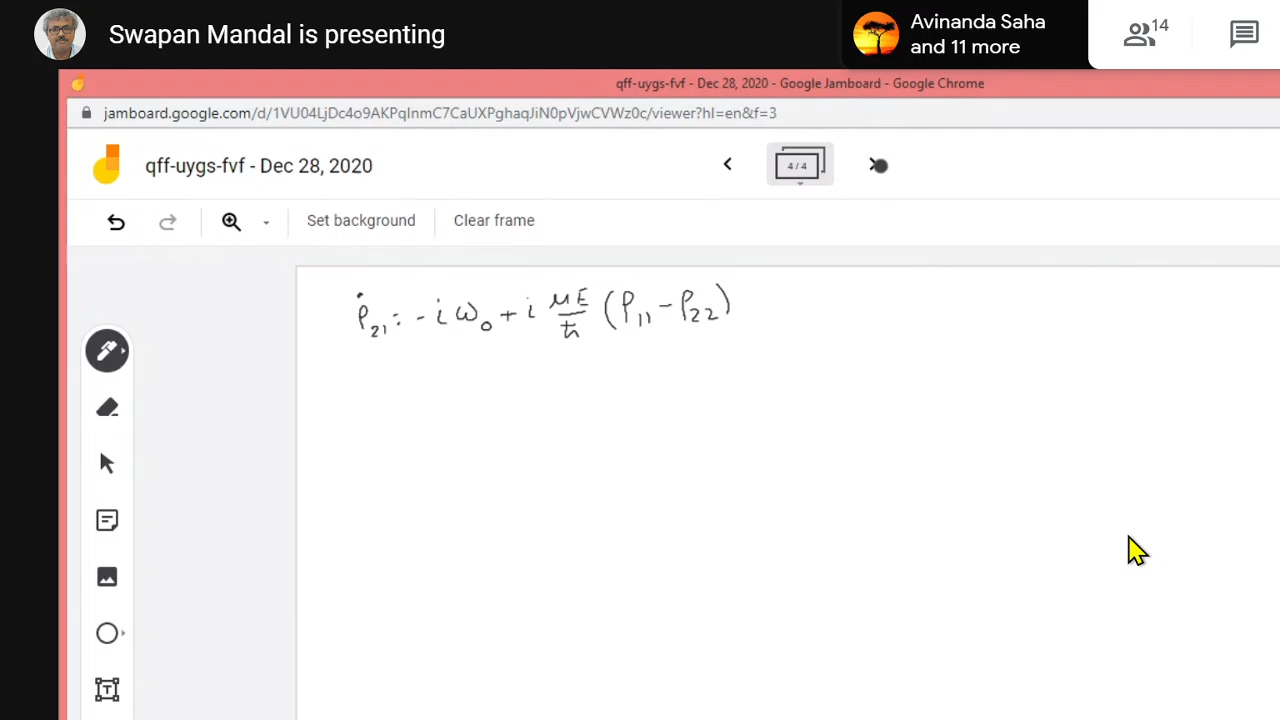 Swapan Mandal is presenting
Avinanda Saha
and 11 more
14
qff-uygs-fvf - Dec 28, 2020 - Google Jamboard - Google Chrome
jamboard.google.com/d/1VU04LjDc4o9AKPqInmC7CaUXPghaqJiN0pVjwCVWz0c/viewer?hl=en&f=3
qff-uygs-fvf - Dec 28, 2020
4 / 4
Set background
Clear frame
ρ̇₂₁ = - i ω₀ + i μE/ħ (ρ₁₁ - ρ₂₂)